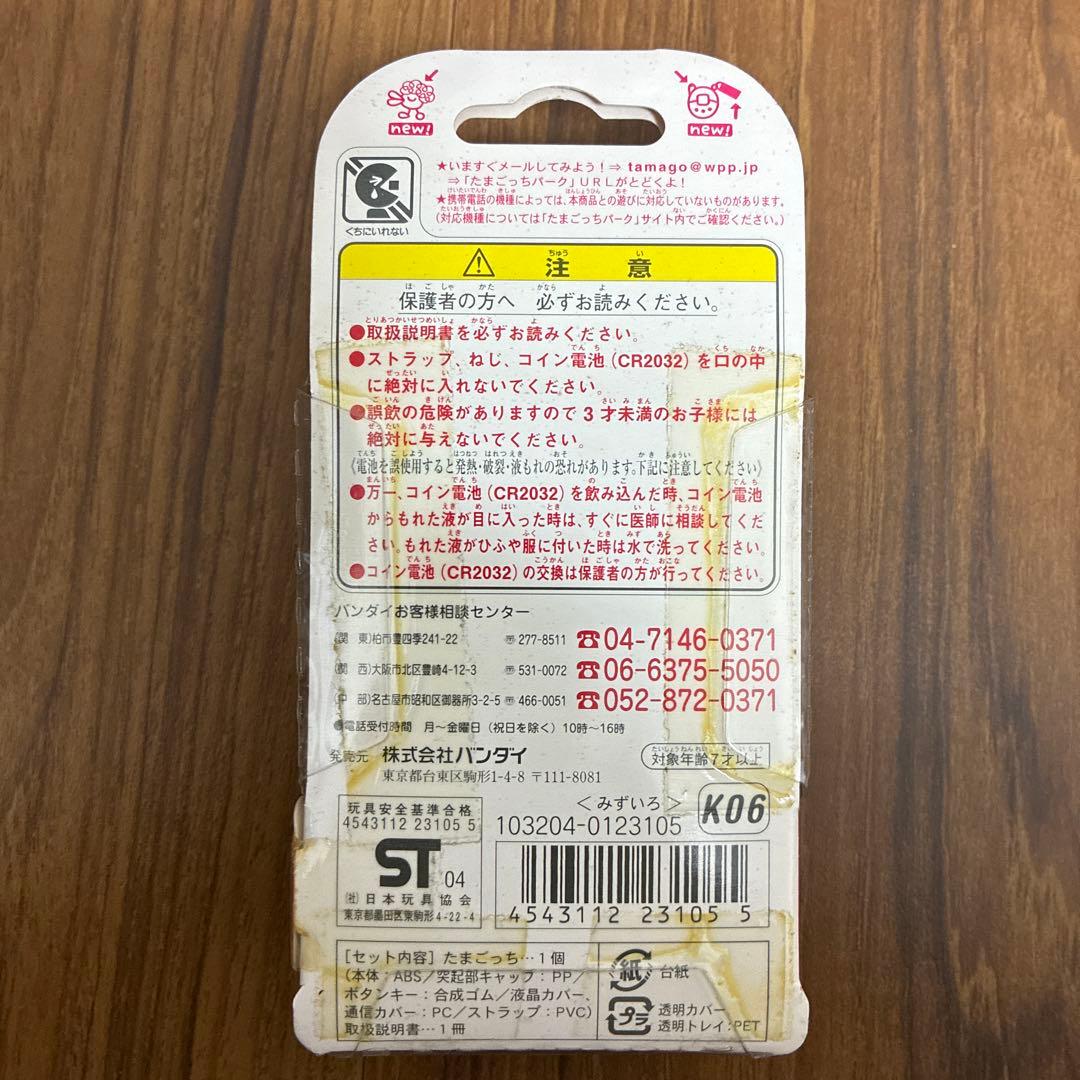 new!
new!
★いますぐメールしてみよう！⇒ tamago@wpp.jp
⇒「たまごっちパーク」ＵＲＬがとどくよ！
★携帯電話の機種によっては、本商品との遊びに対応していないものがあります。
（対応機種については「たまごっちパーク」サイト内でご確認ください。）
くちにいれない
注意
保護者の方へ 必ずお読みください。
●取扱説明書を必ずお読みください。
●ストラップ、ねじ、コイン電池（CR2032）を口の中
に絶対に入れないでください。
●誤飲の危険がありますので３才未満のお子様には
絶対に与えないでください。
《電池を誤使用すると発熱・破裂・液もれの恐れがあります。下記に注意してください》
●万一、コイン電池（CR2032）を飲み込んだ時、コイン電池
からもれた液が目に入った時は、すぐに医師に相談してくだ
さい。もれた液がひふや服に付いた時は水で洗ってください。
●コイン電池（CR2032）の交換は保護者の方が行ってください。
バンダイお客様相談センター
（関 東）柏市豊四季241-22 〒277-8511 ☎04-7146-0371
（関 西）大阪市北区豊崎4-12-3 〒531-0072 ☎06-6375-5050
（中 部）名古屋市昭和区御器所3-2-5 〒466-0051 ☎052-872-0371
●電話受付時間 月〜金曜日（祝日を除く）10時〜16時
発売元 株式会社バンダイ
東京都台東区駒形1-4-8 〒111-8081
対象年齢７才以上
玩具安全基準合格
4543112 23105 5
ST 04
（社）日本玩具協会
東京都墨田区東駒形4-22-4
＜みずいろ＞
103204-0123105
K06
4543112 23105 5
［セット内容］たまごっち…１個
（本体：ABS／突起部キャップ：PP／
ボタンキー：合成ゴム／液晶カバー、
通信カバー：PC／ストラップ：PVC）
取扱説明書…１冊
紙 台紙
プラ 透明カバー
透明トレイ：PET